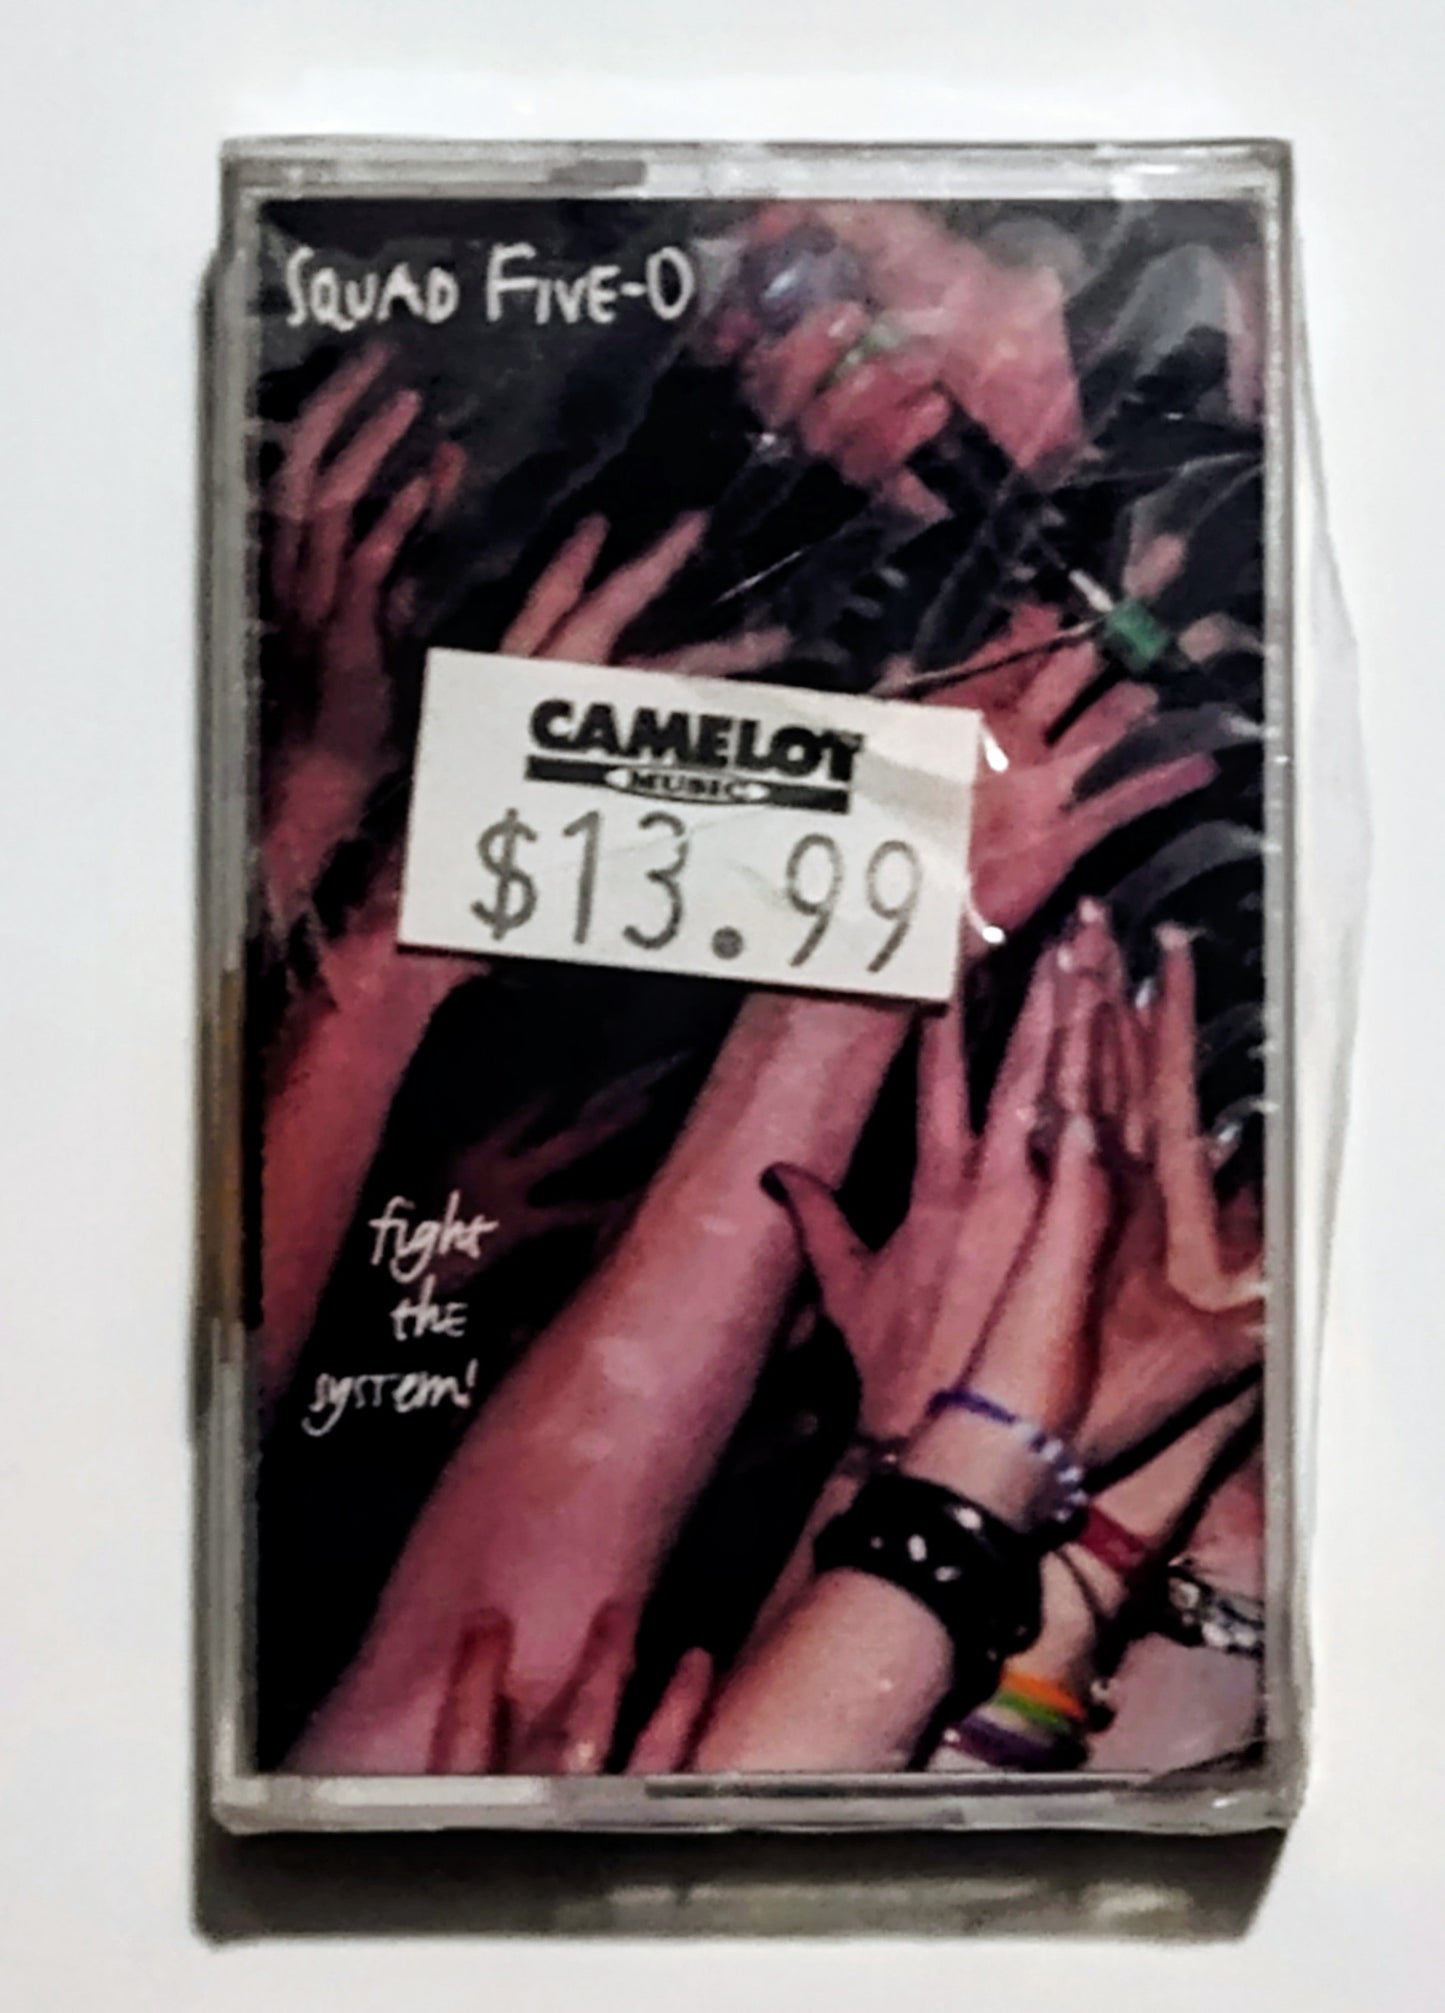 SQUAD FIVE-O
CAMELOT
MUSIC
$13.99
fight
the
system!